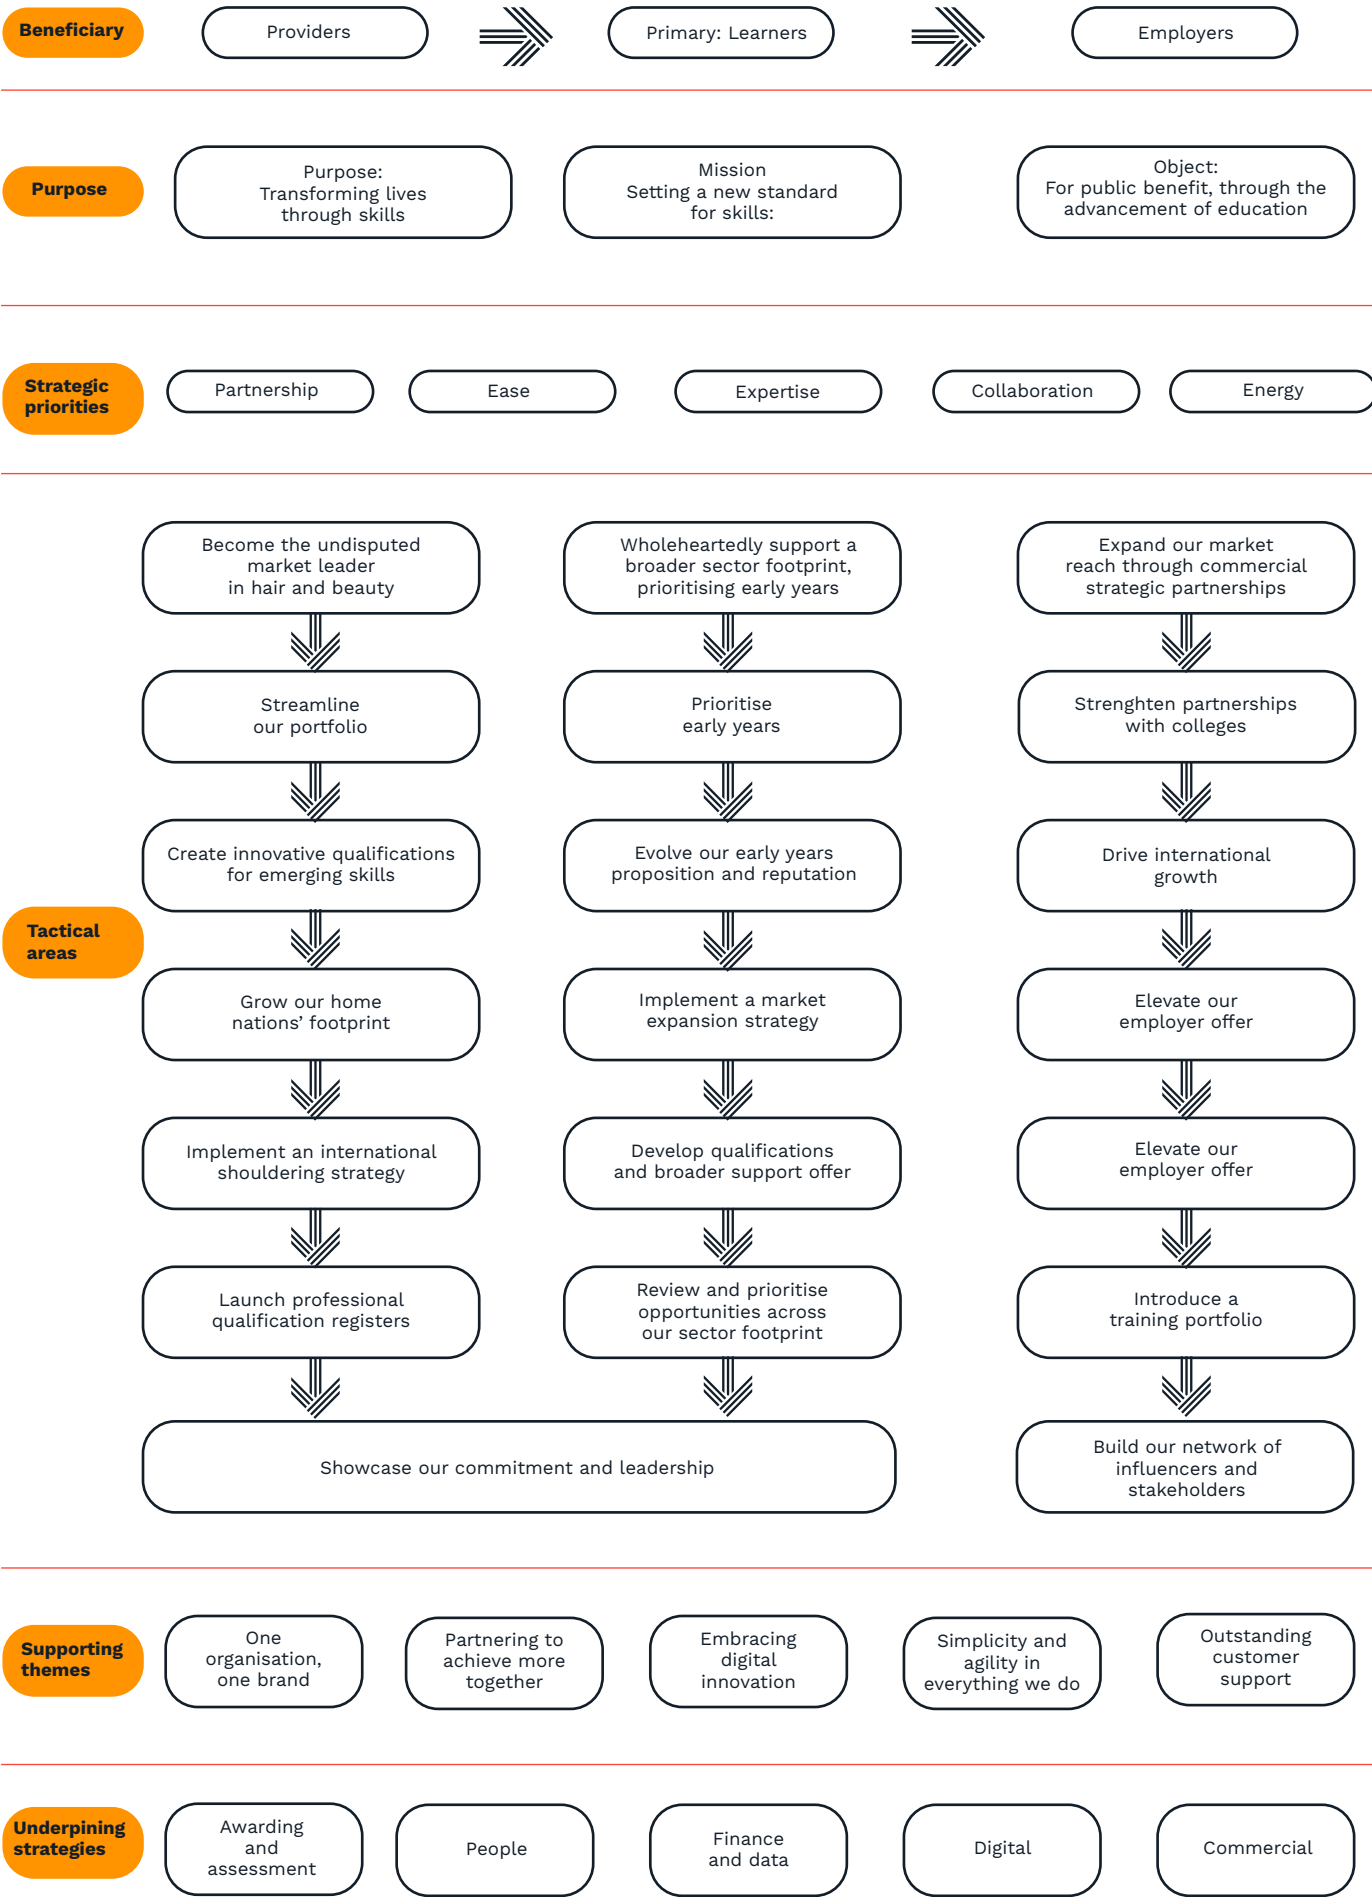 Beneficiary
Providers
Primary: Learners
Employers
Purpose
Purpose:
Transforming lives
through skills
Mission
Setting a new standard
for skills:
Object:
For public benefit, through the
advancement of education
Strategic
priorities
Partnership
Ease
Expertise
Collaboration
Energy
Tactical
areas
Become the undisputed
market leader
in hair and beauty
Streamline
our portfolio
Create innovative qualifications
for emerging skills
Grow our home
nations’ footprint
Implement an international
shouldering strategy
Launch professional
qualification registers
Wholeheartedly support a
broader sector footprint,
prioritising early years
Prioritise
early years
Evolve our early years
proposition and reputation
Implement a market
expansion strategy
Develop qualifications
and broader support offer
Review and prioritise
opportunities across
our sector footprint
Showcase our commitment and leadership
Expand our market
reach through commercial
strategic partnerships
Strenghten partnerships
with colleges
Drive international
growth
Elevate our
employer offer
Elevate our
employer offer
Introduce a
training portfolio
Build our network of
influencers and
stakeholders
Supporting
themes
One
organisation,
one brand
Partnering to
achieve more
together
Embracing
digital
innovation
Simplicity and
agility in
everything we do
Outstanding
customer
support
Underpining
strategies
Awarding
and
assessment
People
Finance
and data
Digital
Commercial